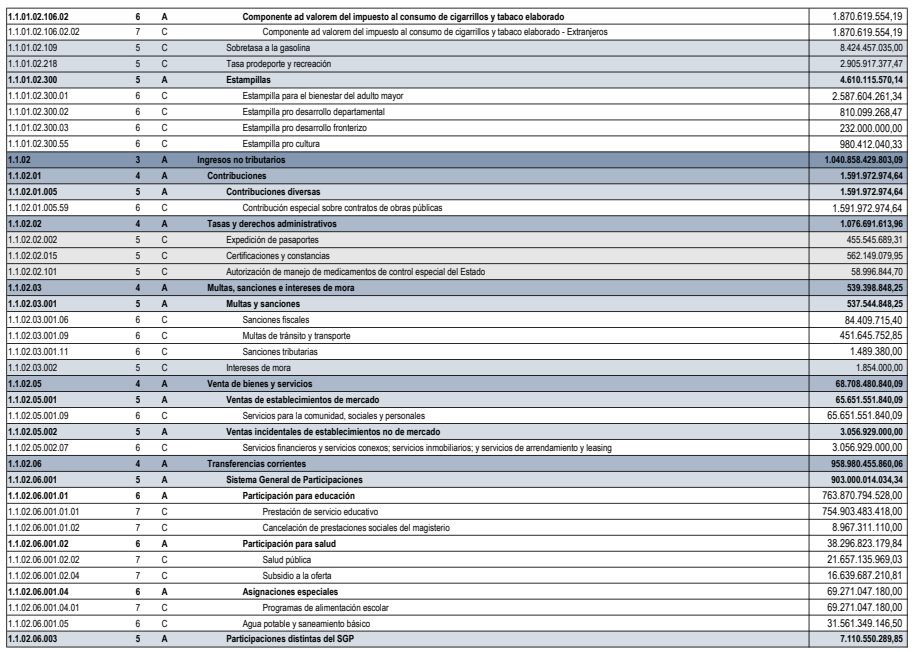 1.1.01.02.106.02 6 A Componente ad valorem del impuesto al consumo de cigarrillos y tabaco elaborado 1.870.619.554,19
1.1.01.02.106.02.02 7 C Componente ad valorem del impuesto al consumo de cigarrillos y tabaco elaborado - Extranjeros 1.870.619.554,19
1.1.01.02.109 5 C Sobretasa a la gasolina 8.424.457.035,00
1.1.01.02.218 5 C Tasa prodeporte y recreación 2.905.917.377,47
1.1.01.02.300 5 A Estampillas 4.610.115.570,14
1.1.01.02.300.01 6 C Estampilla para el bienestar del adulto mayor 2.587.604.261,34
1.1.01.02.300.02 6 C Estampilla pro desarrollo departamental 810.099.268,47
1.1.01.02.300.03 6 C Estampilla pro desarrollo fronterizo 232.000.000,00
1.1.01.02.300.55 6 C Estampilla pro cultura 980.412.040,33
1.1.02 3 A Ingresos no tributarios 1.040.858.429.803,09
1.1.02.01 4 A Contribuciones 1.591.972.974,64
1.1.02.01.005 5 A Contribuciones diversas 1.591.972.974,64
1.1.02.01.005.59 6 C Contribución especial sobre contratos de obras públicas 1.591.972.974,64
1.1.02.02 4 A Tasas y derechos administrativos 1.076.691.613,96
1.1.02.02.002 5 C Expedición de pasaportes 455.545.689,31
1.1.02.02.015 5 C Certificaciones y constancias 562.149.079,95
1.1.02.02.101 5 C Autorización de manejo de medicamentos de control especial del Estado 58.996.844,70
1.1.02.03 4 A Multas, sanciones e intereses de mora 539.398.848,25
1.1.02.03.001 5 A Multas y sanciones 537.544.848,25
1.1.02.03.001.06 6 C Sanciones fiscales 84.409.715,40
1.1.02.03.001.09 6 C Multas de tránsito y transporte 451.645.752,85
1.1.02.03.001.11 6 C Sanciones tributarias 1.489.380,00
1.1.02.03.002 5 C Intereses de mora 1.854.000,00
1.1.02.05 4 A Venta de bienes y servicios 68.708.480.840,09
1.1.02.05.001 5 A Ventas de establecimientos de mercado 65.651.551.840,09
1.1.02.05.001.09 6 C Servicios para la comunidad, sociales y personales 65.651.551.840,09
1.1.02.05.002 5 A Ventas incidentales de establecimientos no de mercado 3.056.929.000,00
1.1.02.05.002.07 6 C Servicios financieros y servicios conexos; servicios inmobiliarios; y servicios de arrendamiento y leasing 3.056.929.000,00
1.1.02.06 4 A Transferencias corrientes 958.980.455.860,06
1.1.02.06.001 5 A Sistema General de Participaciones 903.000.014.034,34
1.1.02.06.001.01 6 A Participación para educación 763.870.794.528,00
1.1.02.06.001.01.01 7 C Prestación de servicio educativo 754.903.483.418,00
1.1.02.06.001.01.02 7 C Cancelación de prestaciones sociales del magisterio 8.967.311.110,00
1.1.02.06.001.02 6 A Participación para salud 38.296.823.179,84
1.1.02.06.001.02.02 7 C Salud pública 21.657.135.969,03
1.1.02.06.001.02.04 7 C Subsidio a la oferta 16.639.687.210,81
1.1.02.06.001.04 6 A Asignaciones especiales 69.271.047.180,00
1.1.02.06.001.04.01 7 C Programas de alimentación escolar 69.271.047.180,00
1.1.02.06.001.05 6 C Agua potable y saneamiento básico 31.561.349.146,50
1.1.02.06.003 5 A Participaciones distintas del SGP 7.110.550.289,85